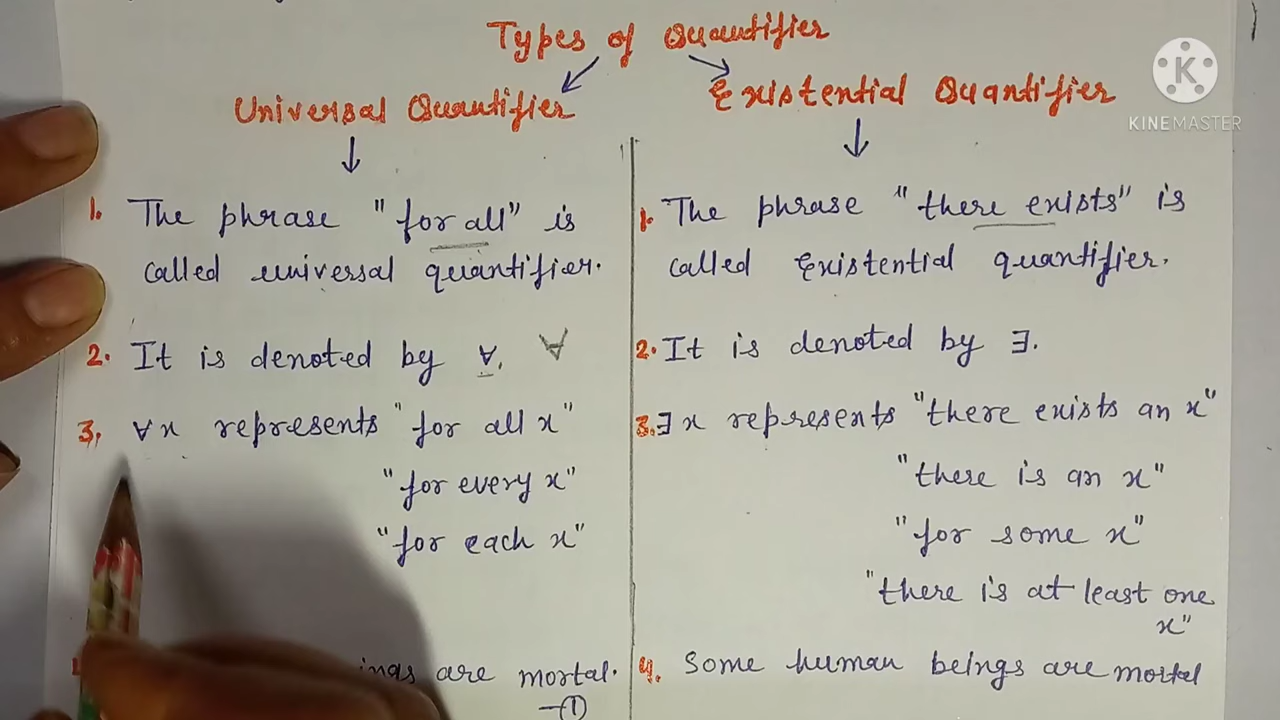 Types of Quantifier
Universal Quantifier
1. The phrase "for all" is
called universal quantifier.
2. It is denoted by ∀. ∀
3. ∀x represents "for all x"
"for every x"
"for each x"
are mortal.
—①
Existential Quantifier
1. The phrase "there exists" is
called Existential quantifier.
2. It is denoted by ∃.
3. ∃x represents "there exists an x"
"there is an x"
"for some x"
"there is at least one
x"
4. Some human beings are mortal
K
KINEMASTER